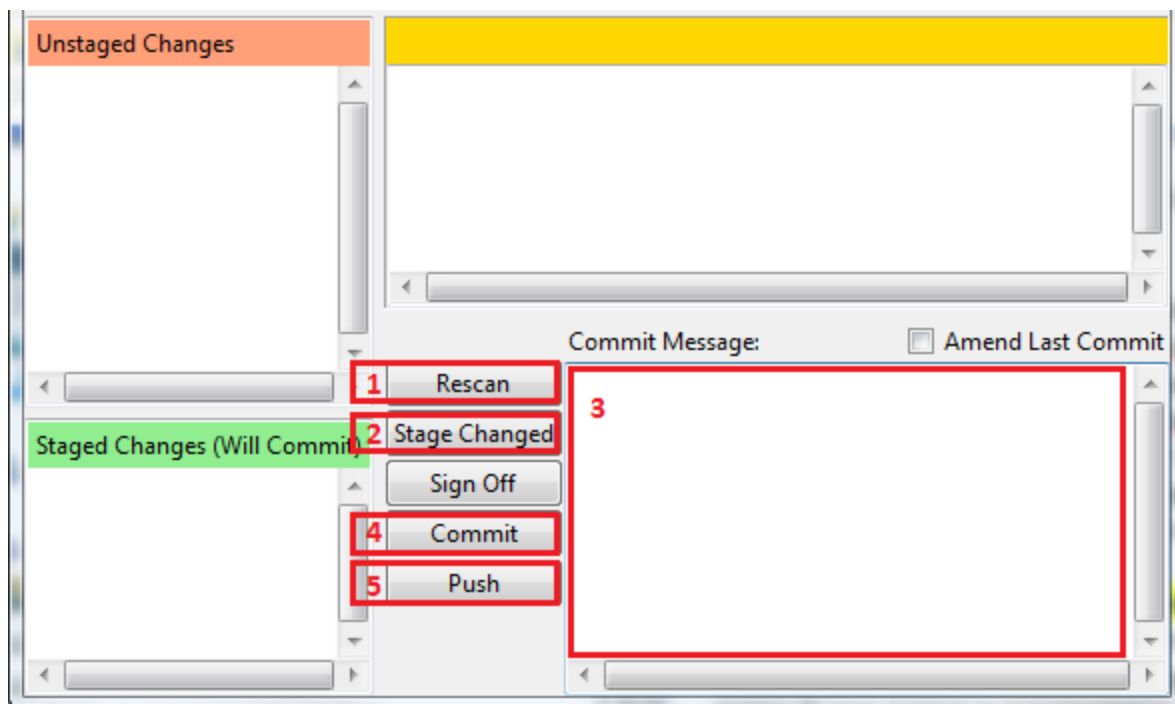 Unstaged Changes
Commit Message:
Amend Last Commit
1 Rescan
3
2 Stage Changed
Staged Changes (Will Commit)
Sign Off
4 Commit
5 Push